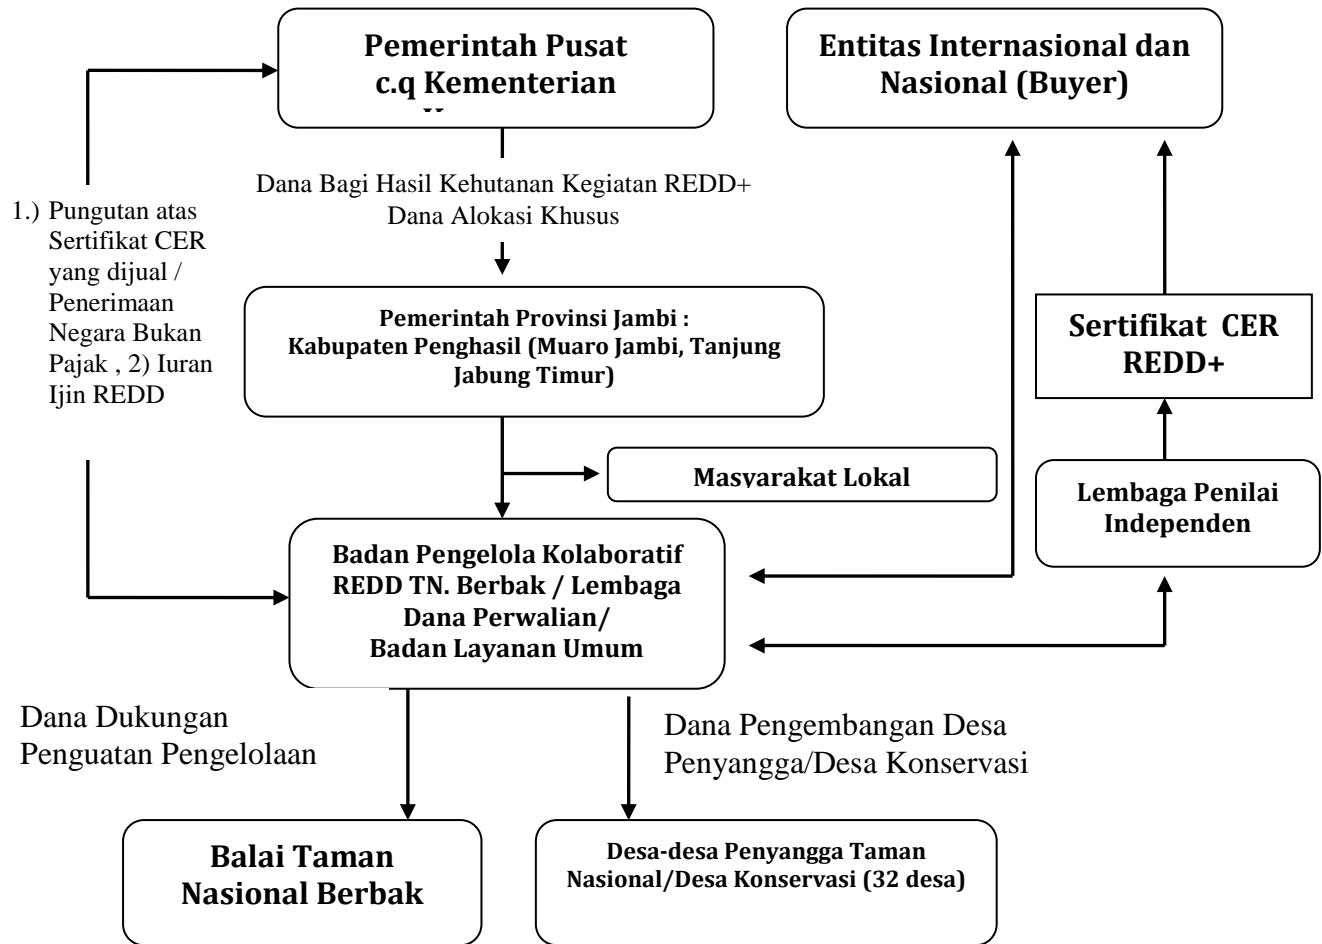 Pemerintah Pusat
c.q Kementerian
Entitas Internasional dan
Nasional (Buyer)
Dana Bagi Hasil Kehutanan Kegiatan REDD+
Dana Alokasi Khusus
1.) Pungutan atas
Sertifikat CER
yang dijual /
Penerimaan
Negara Bukan
Pajak , 2) Iuran
Ijin REDD
Pemerintah Provinsi Jambi :
Kabupaten Penghasil (Muaro Jambi, Tanjung
Jabung Timur)
Sertifikat CER
REDD+
Masyarakat Lokal
Lembaga Penilai
Independen
Badan Pengelola Kolaboratif
REDD TN. Berbak / Lembaga
Dana Perwalian/
Badan Layanan Umum
Dana Dukungan
Penguatan Pengelolaan
Dana Pengembangan Desa
Penyangga/Desa Konservasi
Balai Taman
Nasional Berbak
Desa-desa Penyangga Taman
Nasional/Desa Konservasi (32 desa)